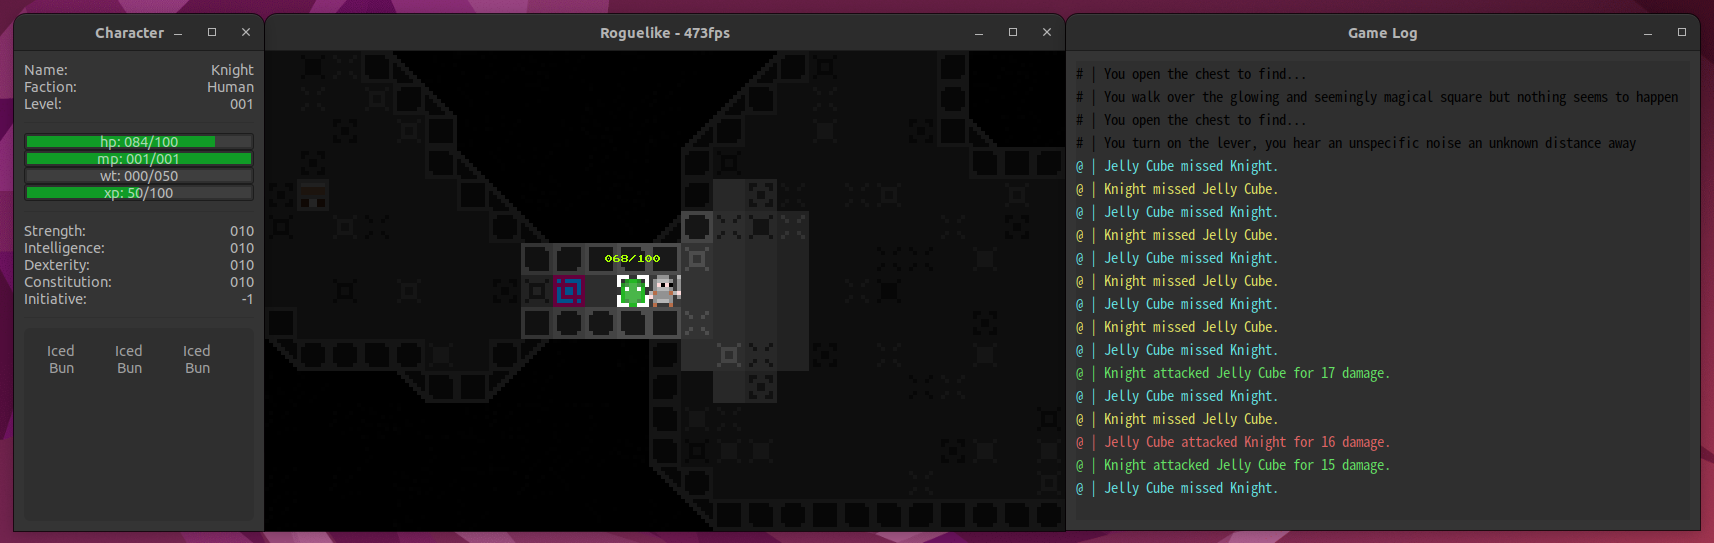 Character
Name: Knight
Faction: Human
Level: 001
hp: 084/100
mp: 001/001
wt: 000/050
xp: 50/100
Strength: 010
Intelligence: 010
Dexterity: 010
Constitution: 010
Initiative: -1
Iced Iced Iced
Bun Bun Bun
Roguelike - 473fps
068/100
Game Log
# | You open the chest to find...
# | You walk over the glowing and seemingly magical square but nothing seems to happen
# | You open the chest to find...
# | You turn on the lever, you hear an unspecific noise an unknown distance away
@ | Jelly Cube missed Knight.
@ | Knight missed Jelly Cube.
@ | Jelly Cube missed Knight.
@ | Knight missed Jelly Cube.
@ | Jelly Cube missed Knight.
@ | Knight missed Jelly Cube.
@ | Jelly Cube missed Knight.
@ | Knight missed Jelly Cube.
@ | Jelly Cube missed Knight.
@ | Knight attacked Jelly Cube for 17 damage.
@ | Jelly Cube missed Knight.
@ | Knight missed Jelly Cube.
@ | Jelly Cube attacked Knight for 16 damage.
@ | Knight attacked Jelly Cube for 15 damage.
@ | Jelly Cube missed Knight.